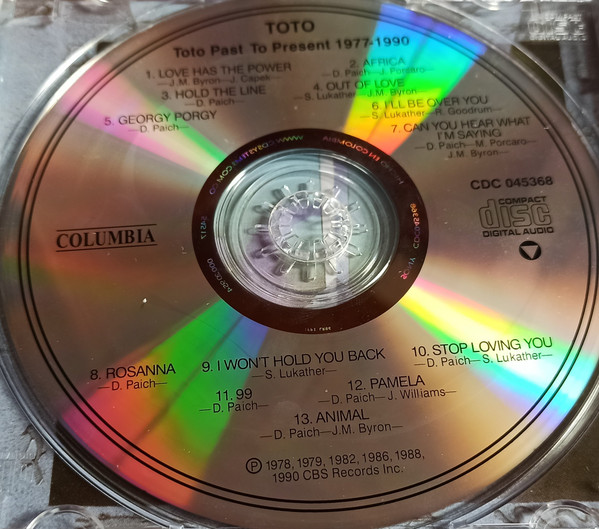 TOTO
Toto Past To Present 1977-1990
1. LOVE HAS THE POWER
—J.M. Byron—J. Capek—
2. AFRICA
—D. Paich—J. Porcaro—
3. HOLD THE LINE
—D. Paich—
4. OUT OF LOVE
—S. Lukather—J.M. Byron—
5. GEORGY PORGY
—D. Paich—
6. I'LL BE OVER YOU
—S. Lukather—R. Goodrum—
7. CAN YOU HEAR WHAT
I'M SAYING
—D. Paich—M. Porcaro—
J.M. Byron—
CDC 045368
COMPACT
disc
DIGITAL AUDIO
COLUMBIA
8. ROSANNA
—D. Paich—
9. I WON'T HOLD YOU BACK
—S. Lukather—
10. STOP LOVING YOU
—D. Paich—S. Lukather—
11. 99
—D. Paich—
12. PAMELA
—D. Paich—J. Williams—
13. ANIMAL
—D. Paich—J.M. Byron—
Ⓟ 1978, 1979, 1982, 1986, 1988,
1990 CBS Records Inc.